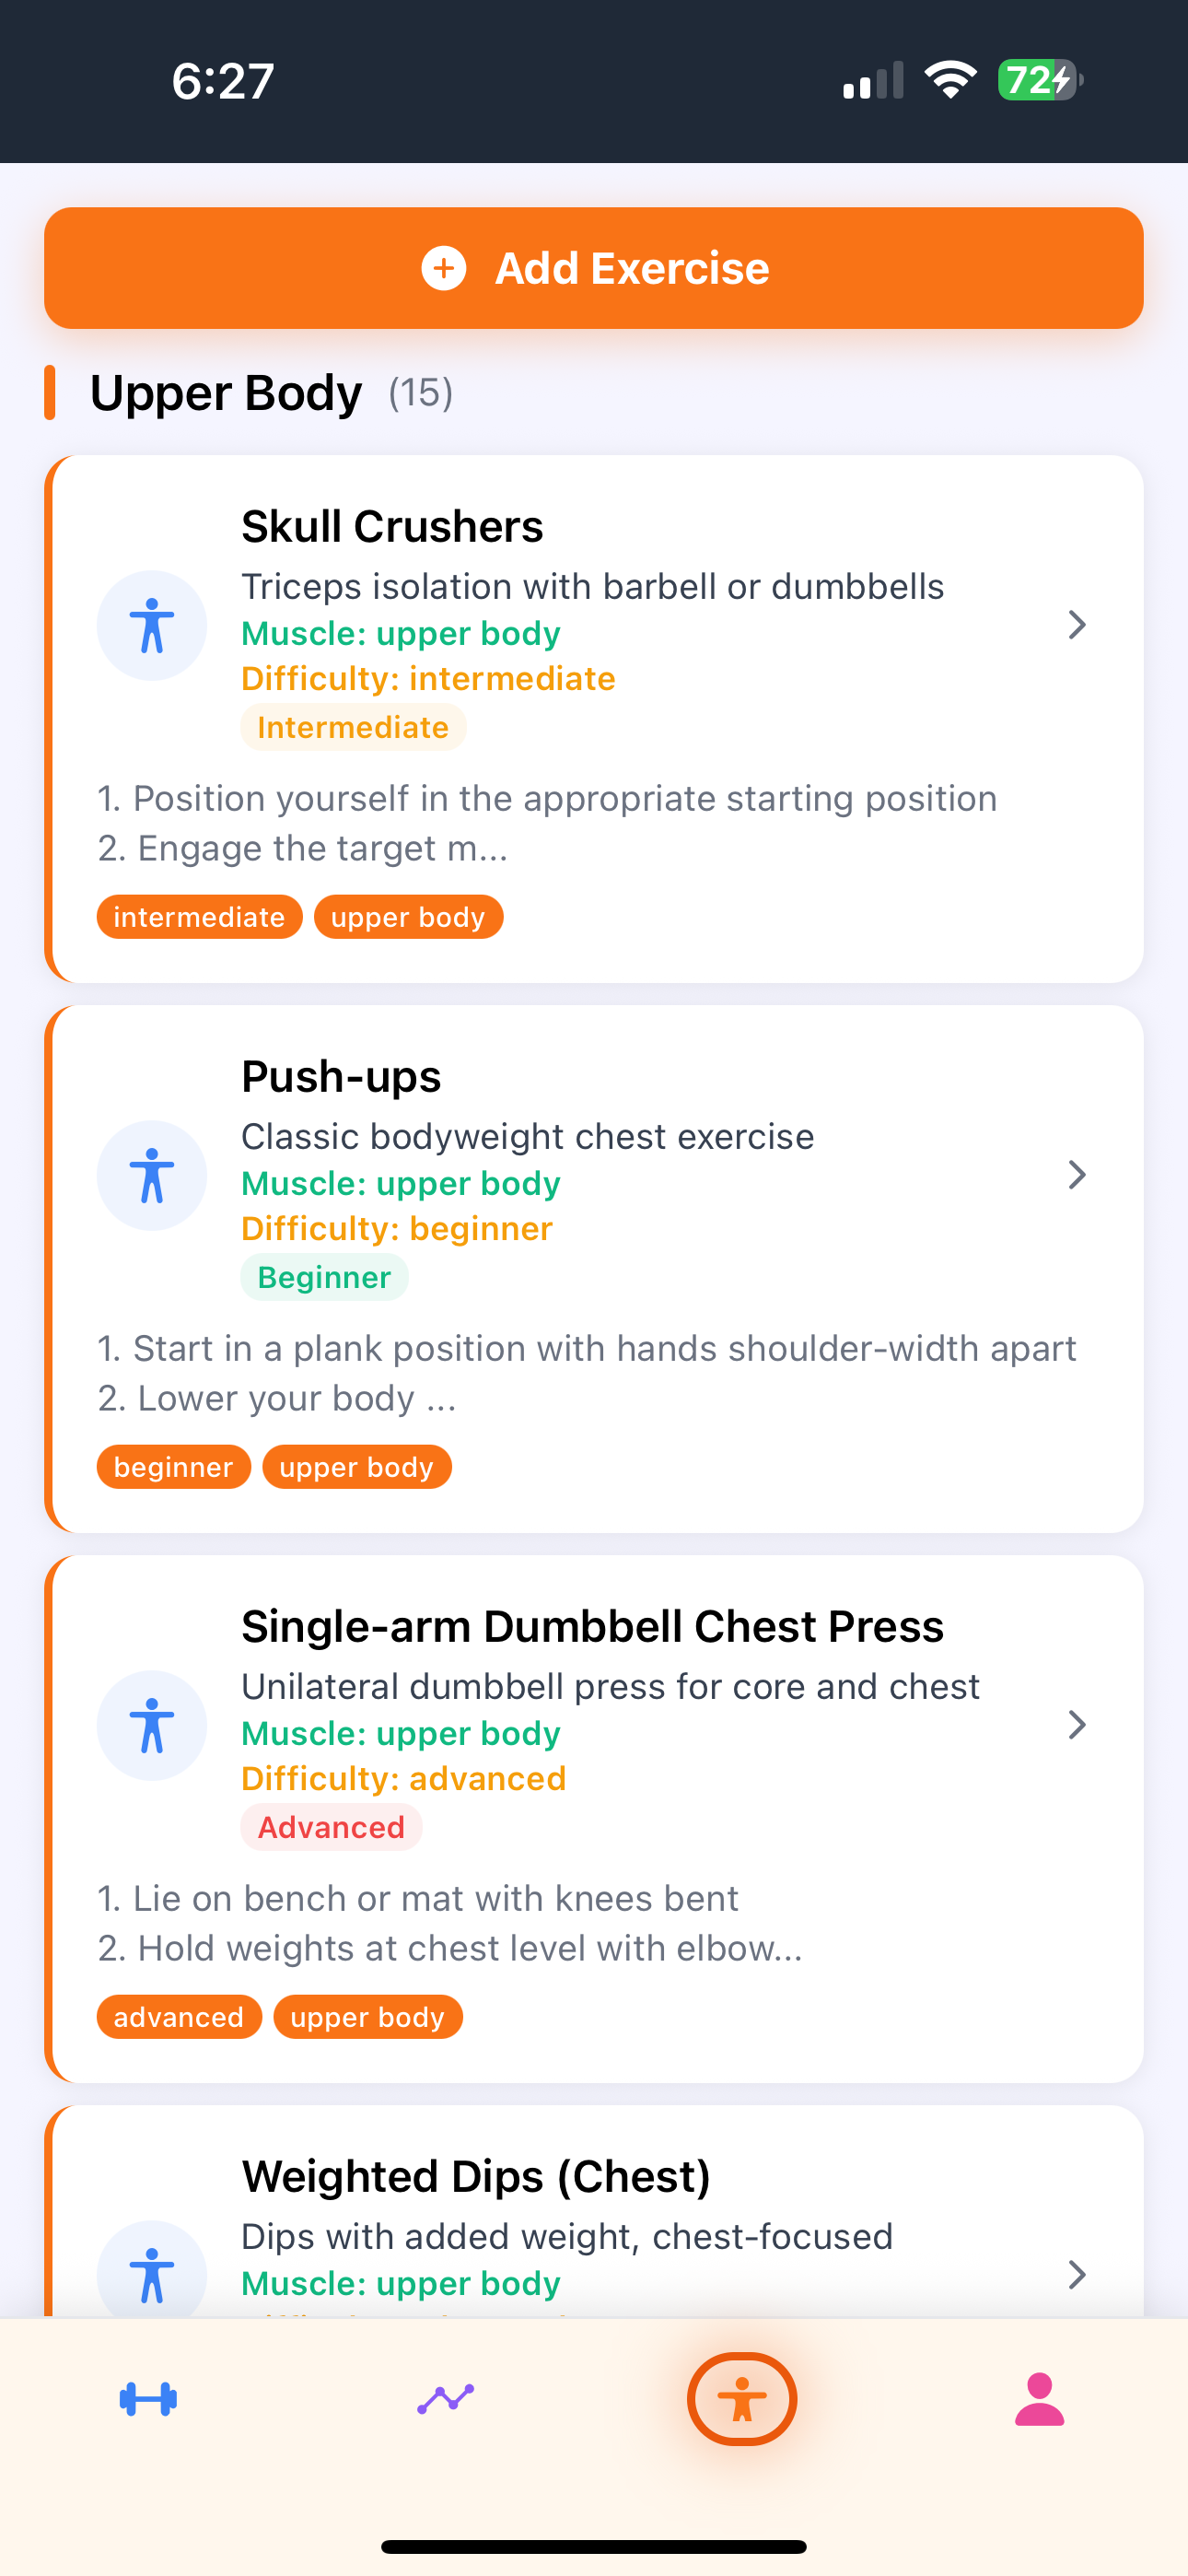 6:27
72
Add Exercise
Upper Body (15)
Skull Crushers
Triceps isolation with barbell or dumbbells
Muscle: upper body
Difficulty: intermediate
Intermediate
1. Position yourself in the appropriate starting position
2. Engage the target m...
intermediate upper body
Push-ups
Classic bodyweight chest exercise
Muscle: upper body
Difficulty: beginner
Beginner
1. Start in a plank position with hands shoulder-width apart
2. Lower your body ...
beginner upper body
Single-arm Dumbbell Chest Press
Unilateral dumbbell press for core and chest
Muscle: upper body
Difficulty: advanced
Advanced
1. Lie on bench or mat with knees bent
2. Hold weights at chest level with elbow...
advanced upper body
Weighted Dips (Chest)
Dips with added weight, chest-focused
Muscle: upper body